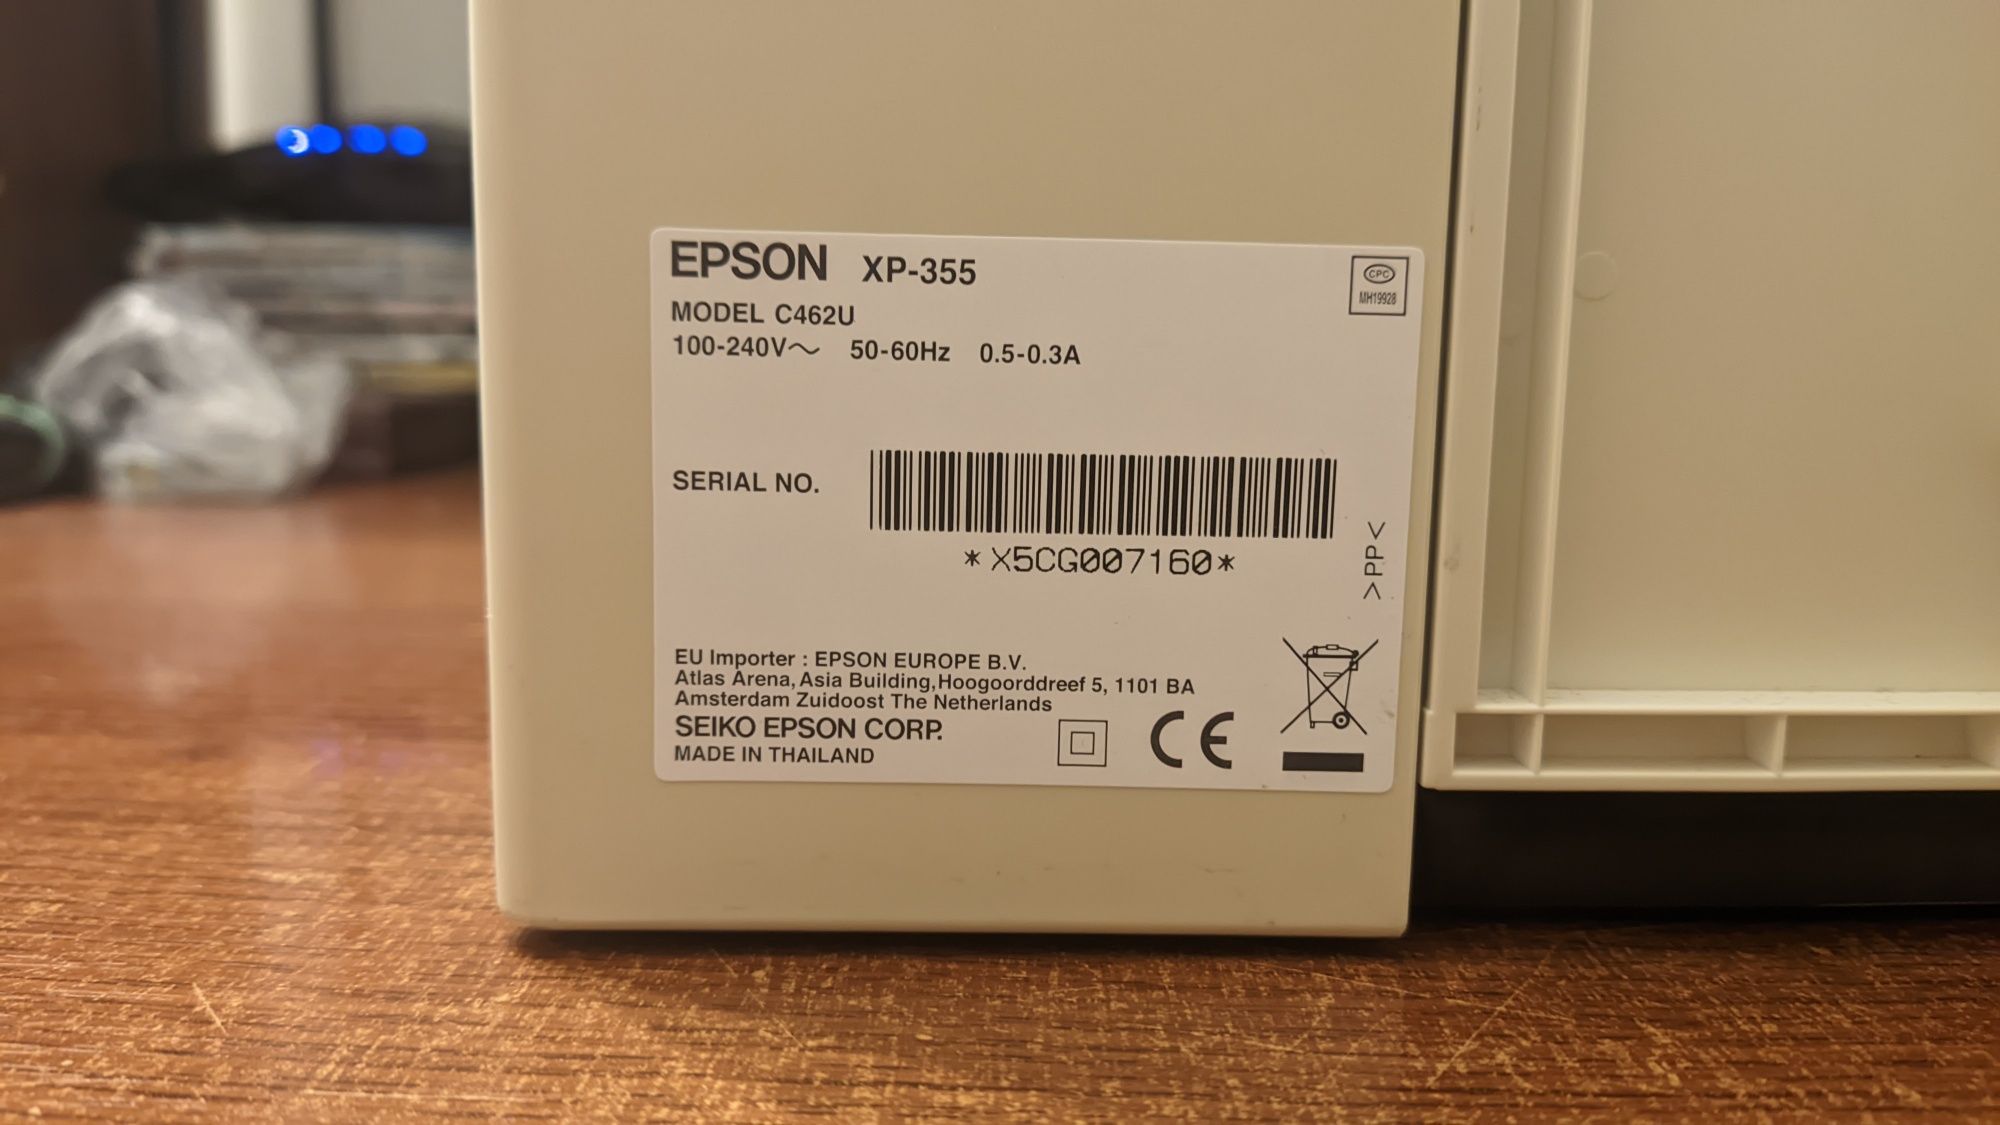 EPSON XP-355
CPC
MH19928
MODEL C462U
100-240V～ 50-60Hz 0.5-0.3A
SERIAL NO.
*X5CG007160*
>PP<
EU Importer : EPSON EUROPE B.V.
Atlas Arena, Asia Building,Hoogoorddreef 5, 1101 BA
Amsterdam Zuidoost The Netherlands
SEIKO EPSON CORP.
MADE IN THAILAND
CE